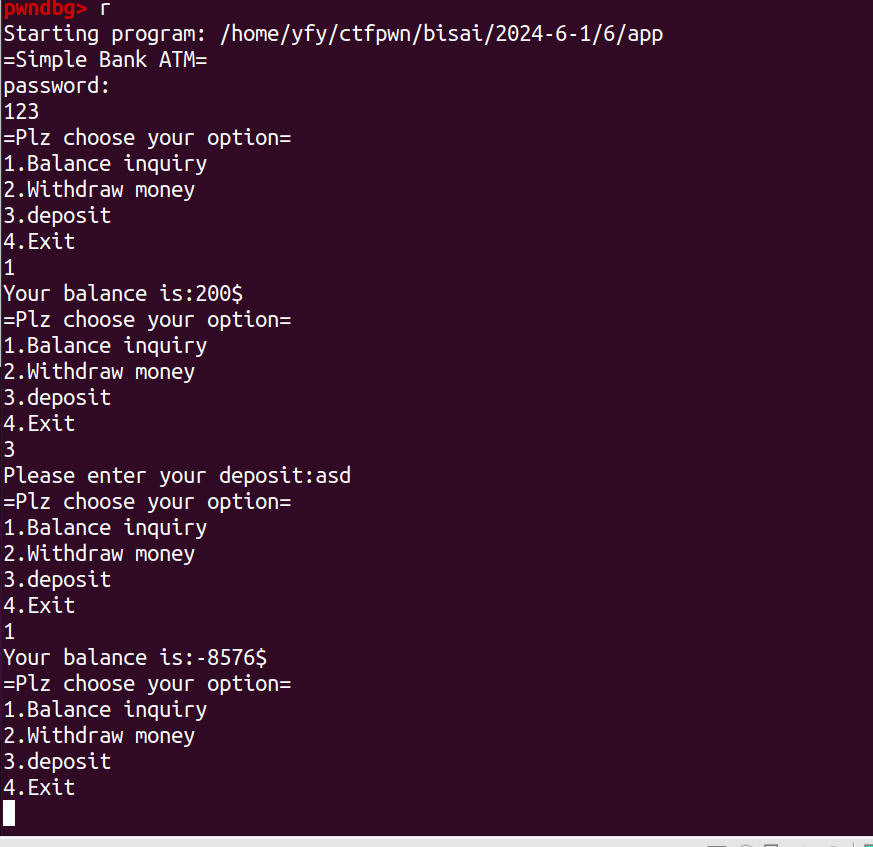 pwndbg> r
Starting program: /home/yfy/ctfpwn/bisai/2024-6-1/6/app
=Simple Bank ATM=
password:
123
=Plz choose your option=
1.Balance inquiry
2.Withdraw money
3.deposit
4.Exit
1
Your balance is:200$
=Plz choose your option=
1.Balance inquiry
2.Withdraw money
3.deposit
4.Exit
3
Please enter your deposit:asd
=Plz choose your option=
1.Balance inquiry
2.Withdraw money
3.deposit
4.Exit
1
Your balance is:-8576$
=Plz choose your option=
1.Balance inquiry
2.Withdraw money
3.deposit
4.Exit